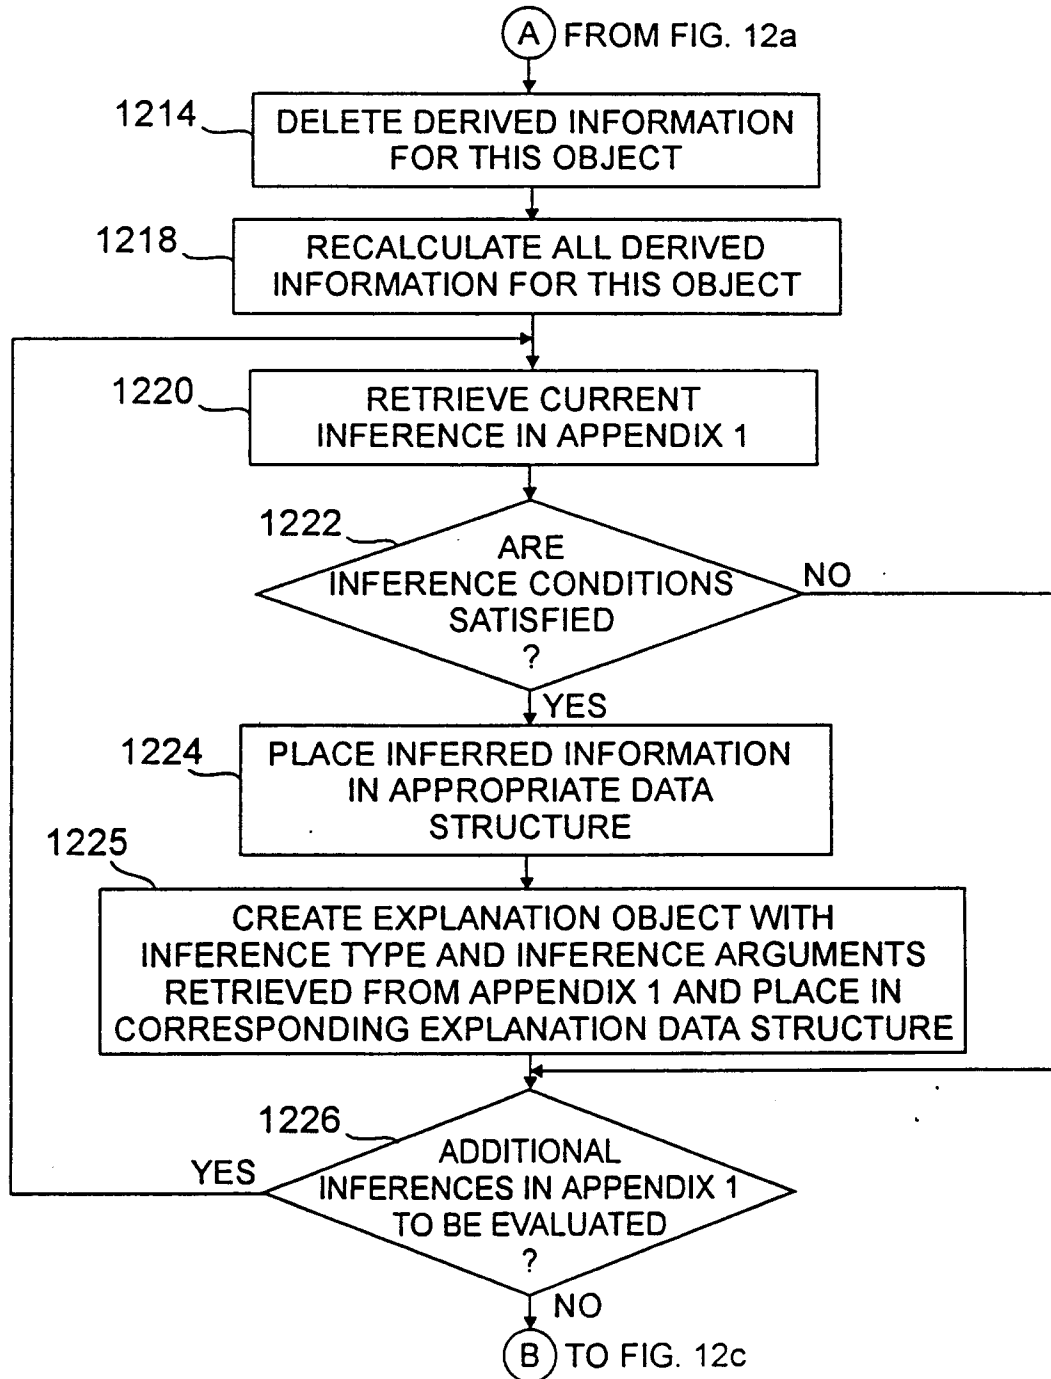 A FROM FIG. 12a
1214
DELETE DERIVED INFORMATION
FOR THIS OBJECT
1218
RECALCULATE ALL DERIVED
INFORMATION FOR THIS OBJECT
1220
RETRIEVE CURRENT
INFERENCE IN APPENDIX 1
1222
ARE
INFERENCE CONDITIONS
SATISFIED
?
NO
YES
1224
PLACE INFERRED INFORMATION
IN APPROPRIATE DATA
STRUCTURE
1225
CREATE EXPLANATION OBJECT WITH
INFERENCE TYPE AND INFERENCE ARGUMENTS
RETRIEVED FROM APPENDIX 1 AND PLACE IN
CORRESPONDING EXPLANATION DATA STRUCTURE
1226
YES
ADDITIONAL
INFERENCES IN APPENDIX 1
TO BE EVALUATED
?
NO
B TO FIG. 12c